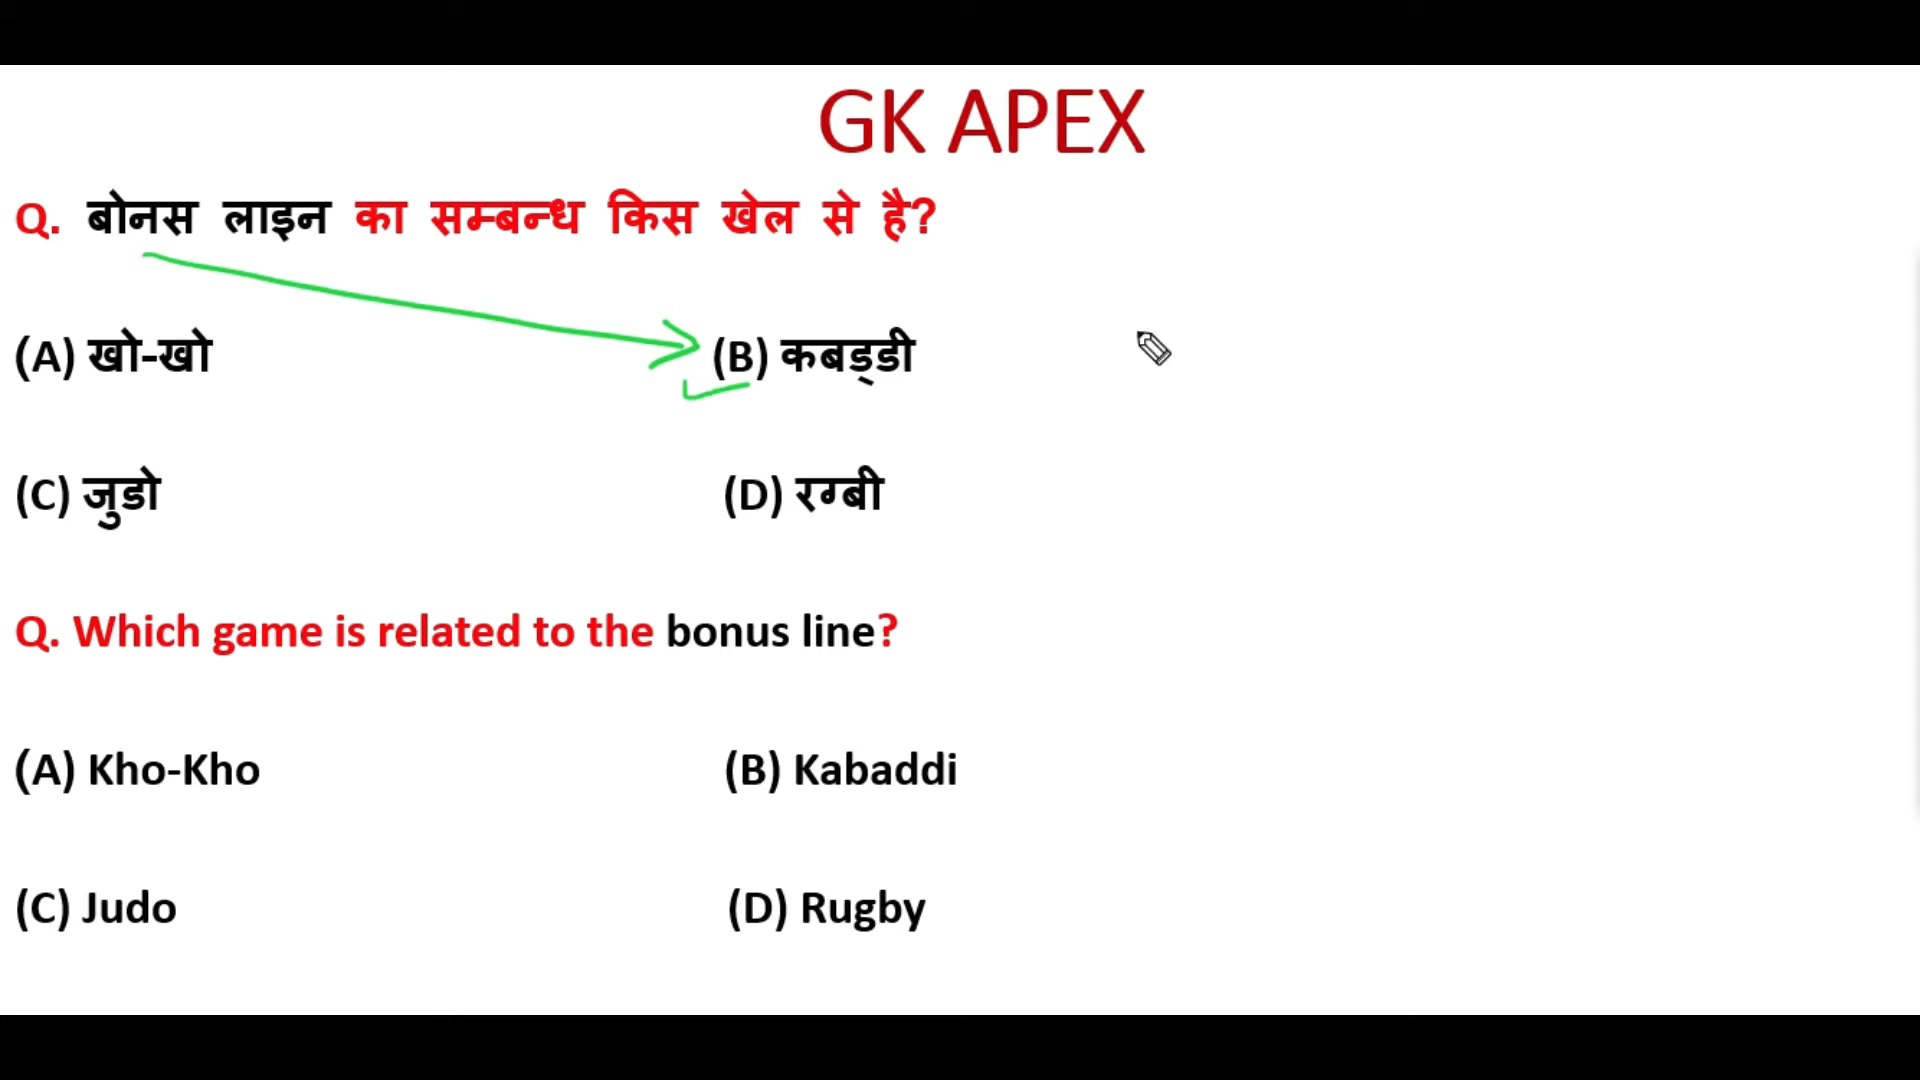 GK APEX
Q. बोनस लाइन का सम्बन्ध किस खेल से है?
(A) खो-खो (B) कबड्डी
(C) जुडो (D) रग्बी
Q. Which game is related to the bonus line?
(A) Kho-Kho (B) Kabaddi
(C) Judo (D) Rugby